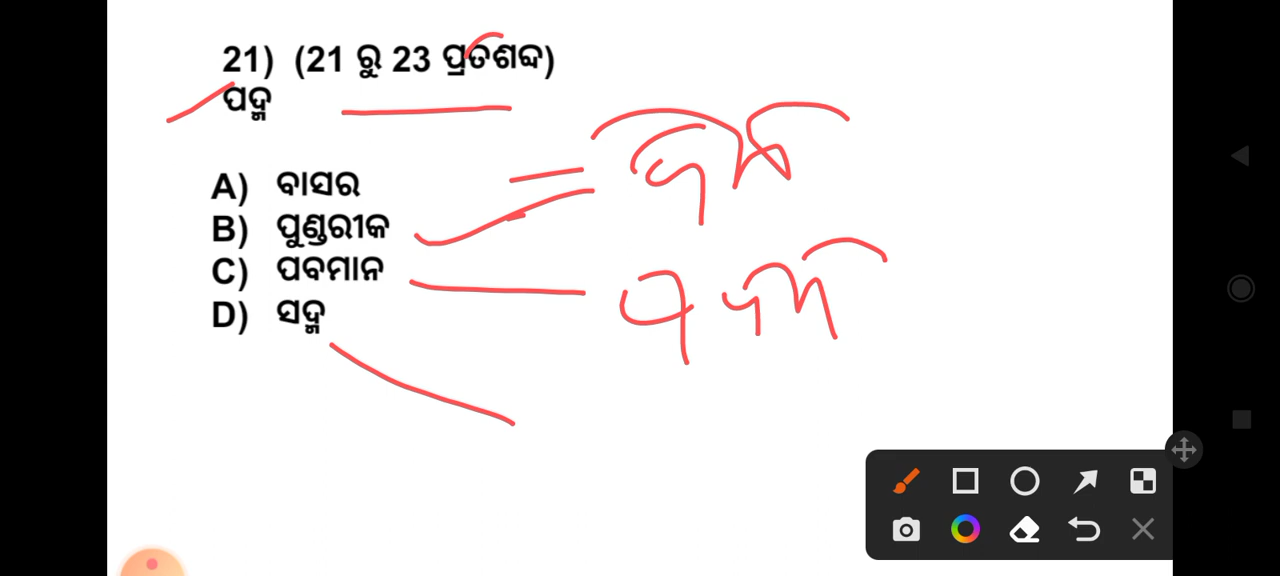 21) (21 ରୁ 23 ପ୍ରତିଶବ୍ଦ)
ପଦ୍ମ
A) ବାସର
B) ପୁଣ୍ଡରୀକ
C) ପବମାନ
D) ସଦ୍ମ